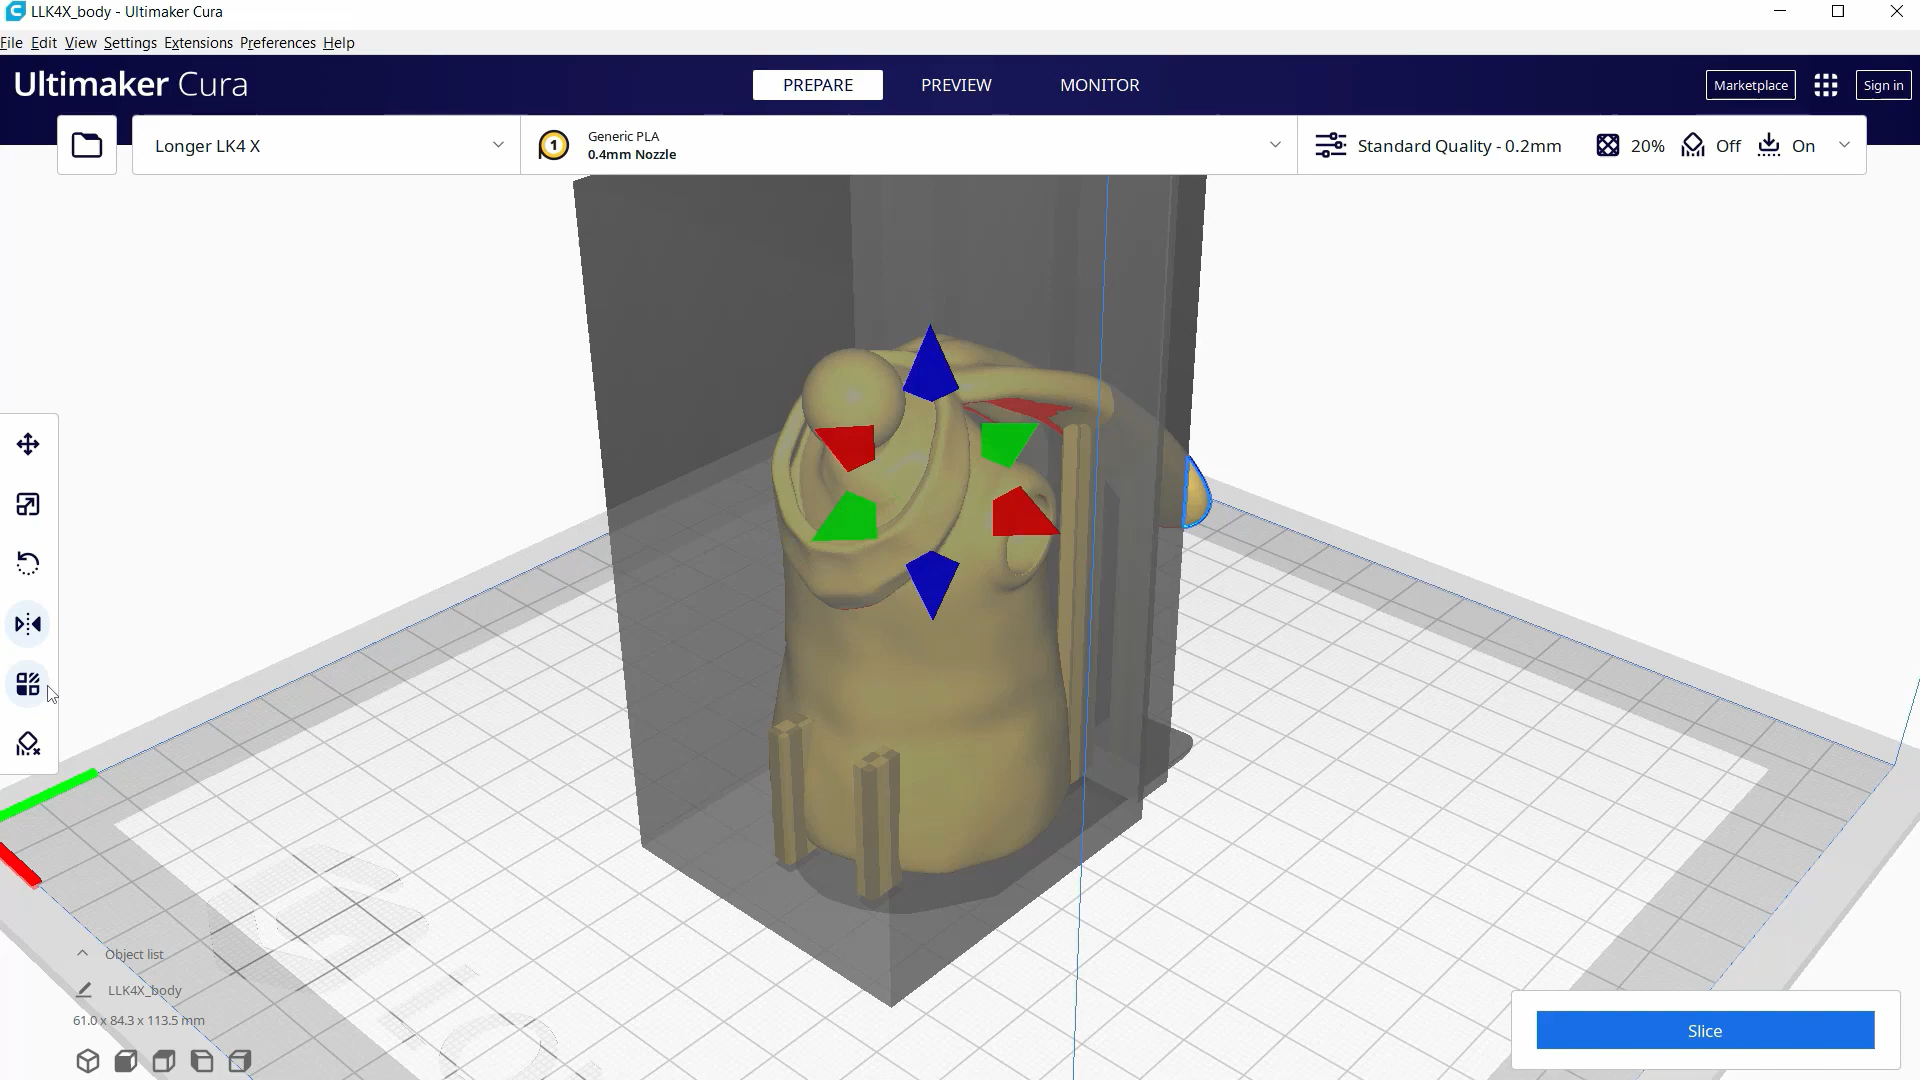 LLK4X_body - Ultimaker Cura
File Edit View Settings Extensions Preferences Help
Ultimaker Cura
PREPARE
PREVIEW
MONITOR
Marketplace
Sign in
Longer LK4 X
1
Generic PLA
0.4mm Nozzle
Standard Quality - 0.2mm
20%
Off
On
Object list
LLK4X_body
61.0 x 84.3 x 113.5 mm
Slice